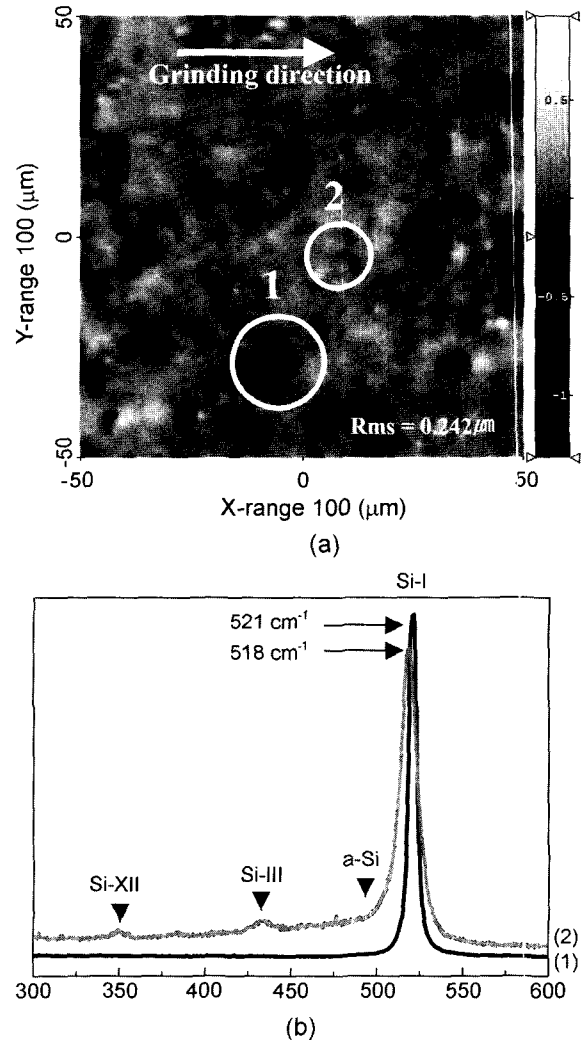 50
Grinding direction
0.5
2
0
1
-0.5
Rms = 0.242㎛
-1
-50
-50
0
50
Y-range 100 (μm)
X-range 100 (μm)
(a)
Si-I
521 cm⁻¹
518 cm⁻¹
a-Si
Si-III
Si-XII
(2)
(1)
300
350
400
450
500
550
600
(b)